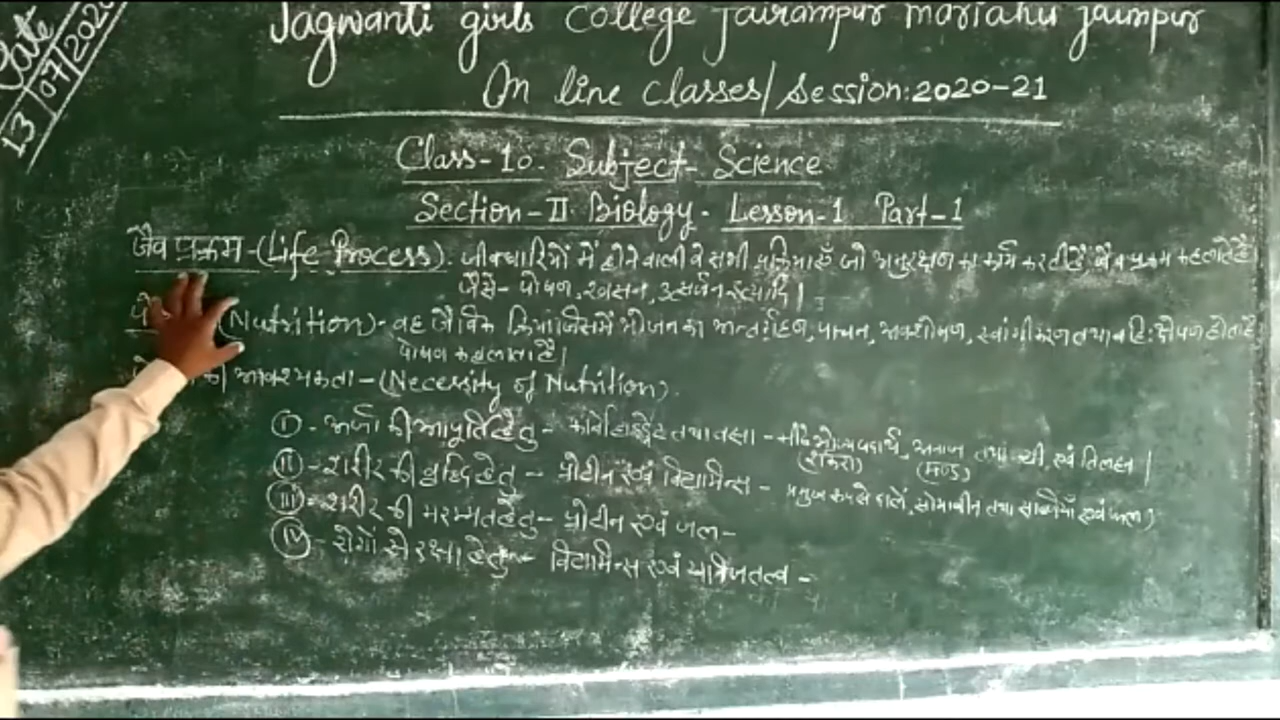 Date
13/07/2020
Jagwanti girls College Jairampur mariahu jaunpur
On line classes/session:2020-21
Class-10. Subject- Science
Section-II Biology- Lesson-1 Part-1
जैव प्रक्रम-(Life Process). जीवधारियों में होने वाली वे सभी प्रक्रियाएँ जो अनुरक्षण का कार्य करती हैं, जैव प्रक्रम कहलाते हैं।
जैसे- पोषण, श्वसन, उत्सर्जन इत्यादि।
(Nutrition)- वह जैविक क्रिया जिसमें भोजन का अन्तर्ग्रहण, पाचन, अवशोषण, स्वांगीकरण तथा बहिःक्षेपण होता है,
पोषण कहलाता है।
आवश्यकता-(Necessity of Nutrition).
(I)- ऊर्जा की आपूर्ति हेतु- कार्बोहाइड्रेट तथा वसा - मीठे भोज्य पदार्थ, अनाज तथा घी, एवं तिलहन।
(शर्करा) (मण्ड)
(II)- शरीर की वृद्धि हेतु- प्रोटीन एवं विटामिन्स - प्रमुख रूप से दालें, सोयाबीन तथा सब्जियाँ एवं फल।
(III)- शरीर की मरम्मत हेतु- प्रोटीन एवं जल-
(IV)- रोगों से रक्षा हेतु- विटामिन्स एवं खनिज तत्व-